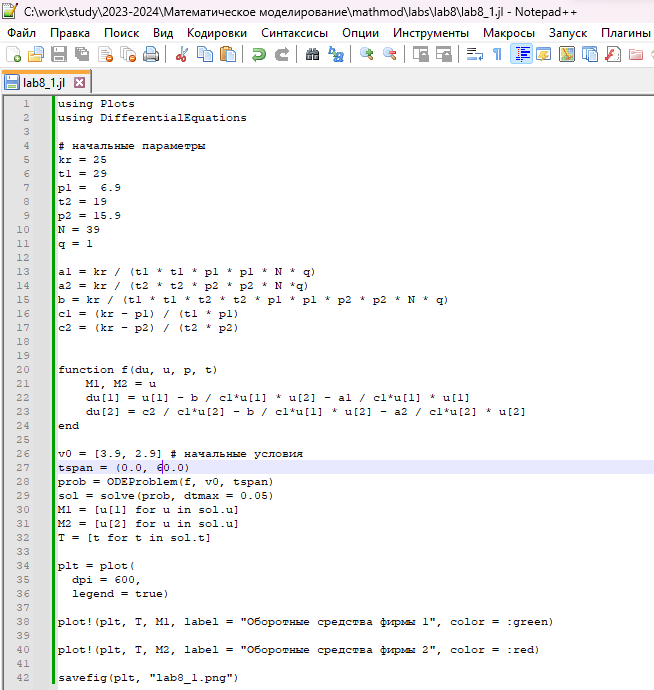 C:\work\study\2023-2024\Математическое моделирование\mathmod\labs\lab8\lab8_1.jl - Notepad++
Файл Правка Поиск Вид Кодировки Синтаксисы Опции Инструменты Макросы Запуск Плагины
lab8_1.jl
1 using Plots
2 using DifferentialEquations
3
4 # начальные параметры
5 kr = 25
6 t1 = 29
7 p1 =  6.9
8 t2 = 19
9 p2 = 15.9
10 N = 39
11 q = 1
12
13 a1 = kr / (t1 * t1 * p1 * p1 * N * q)
14 a2 = kr / (t2 * t2 * p2 * p2 * N *q)
15 b = kr / (t1 * t1 * t2 * t2 * p1 * p1 * p2 * p2 * N * q)
16 c1 = (kr - p1) / (t1 * p1)
17 c2 = (kr - p2) / (t2 * p2)
18
19
20 function f(du, u, p, t)
21     M1, M2 = u
22     du[1] = u[1] - b / c1*u[1] * u[2] - a1 / c1*u[1] * u[1]
23     du[2] = c2 / c1*u[2] - b / c1*u[1] * u[2] - a2 / c1*u[2] * u[2]
24 end
25
26 v0 = [3.9, 2.9] # начальные условия
27 tspan = (0.0, 60.0)
28 prob = ODEProblem(f, v0, tspan)
29 sol = solve(prob, dtmax = 0.05)
30 M1 = [u[1] for u in sol.u]
31 M2 = [u[2] for u in sol.u]
32 T = [t for t in sol.t]
33
34 plt = plot(
35   dpi = 600,
36   legend = true)
37
38 plot!(plt, T, M1, label = "Оборотные средства фирмы 1", color = :green)
39
40 plot!(plt, T, M2, label = "Оборотные средства фирмы 2", color = :red)
41
42 savefig(plt, "lab8_1.png")